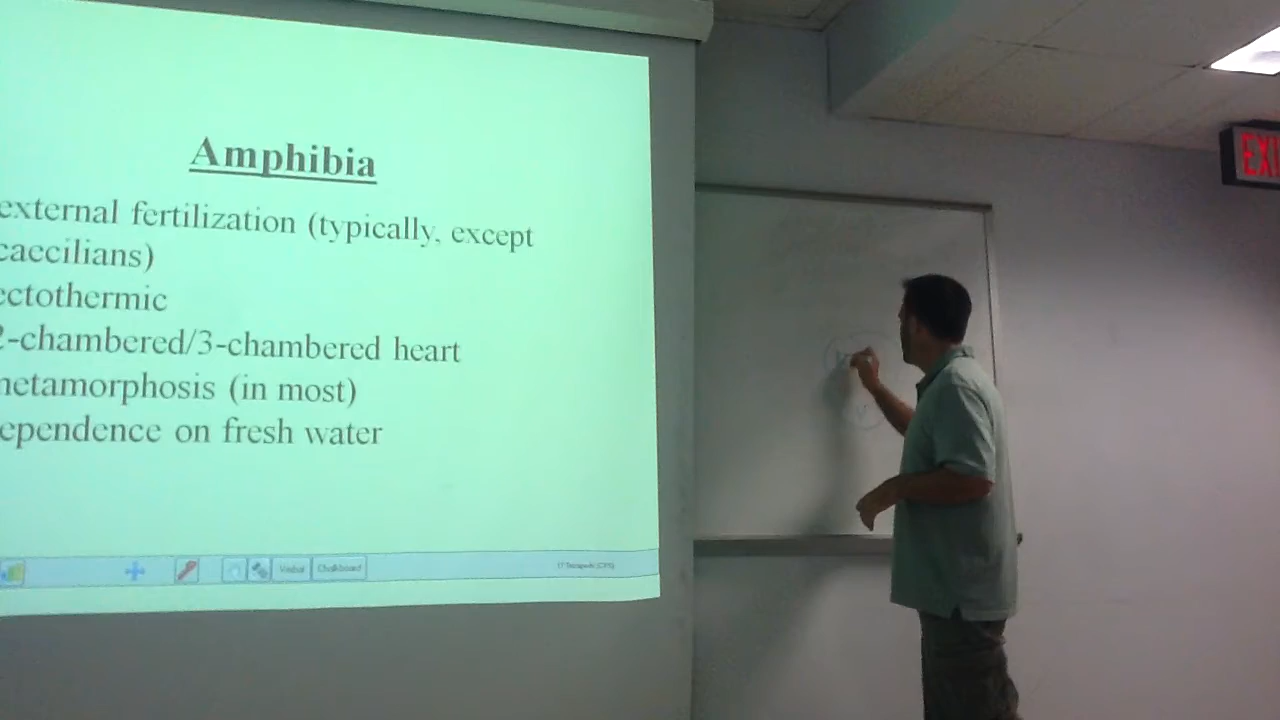 Amphibia
external fertilization (typically, except
caecilians)
ectothermic
2-chambered/3-chambered heart
metamorphosis (in most)
ependence on fresh water
Chalkboard
EXI
V